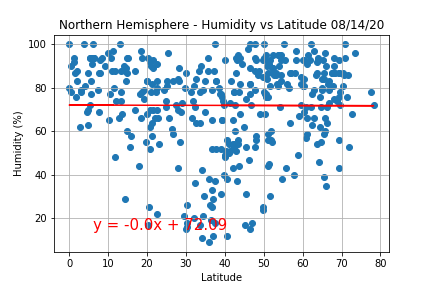 Northern Hemisphere - Humidity vs Latitude 08/14/20
Humidity (%)
100
80
60
40
20
y = -0.0x + 72.09
0 10 20 30 40 50 60 70 80
Latitude